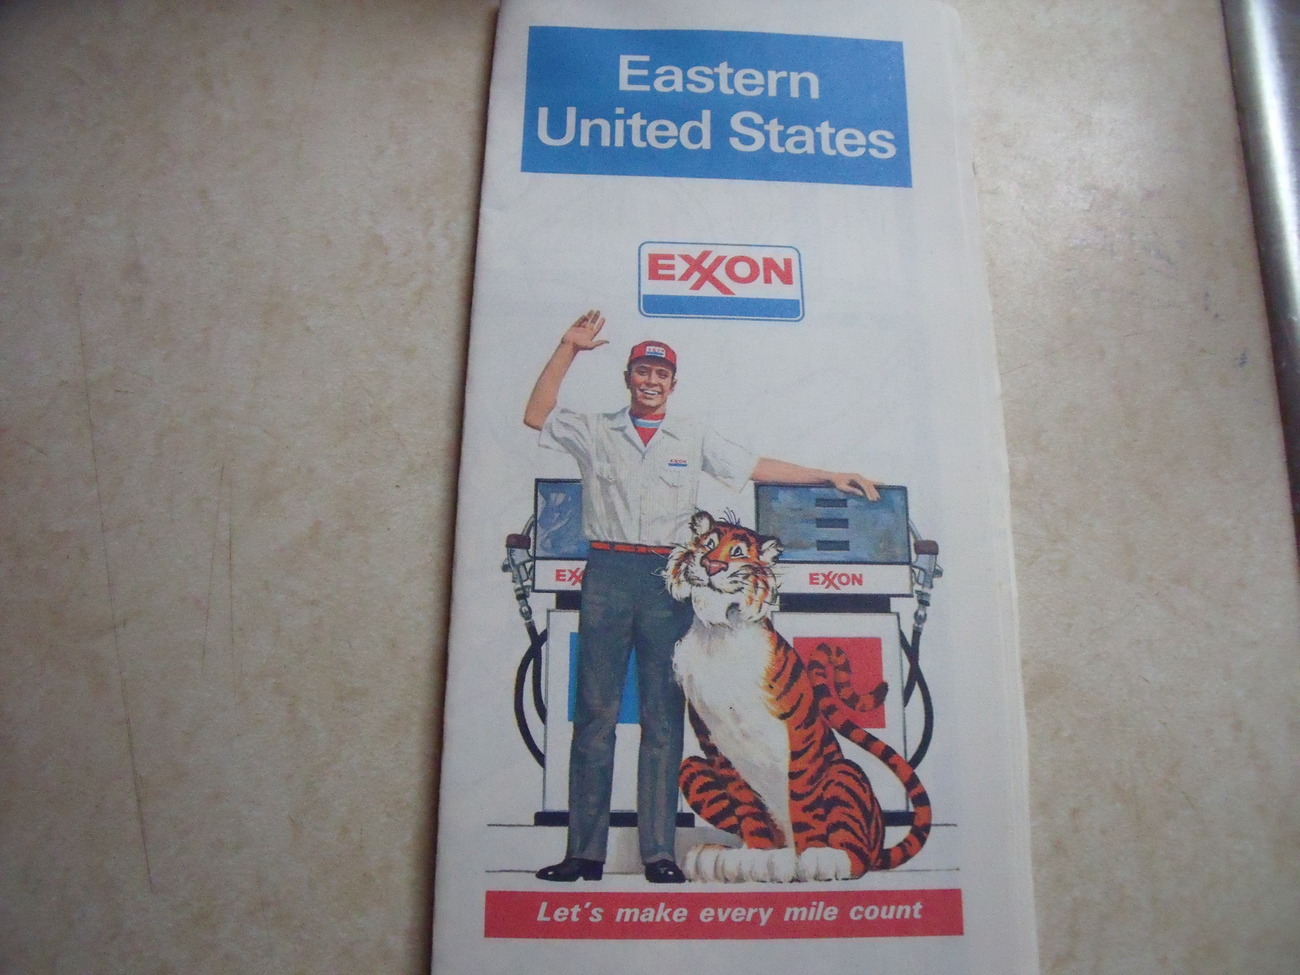 Eastern
United States
EXXON
EXXON
EXXON
Let's make every mile count